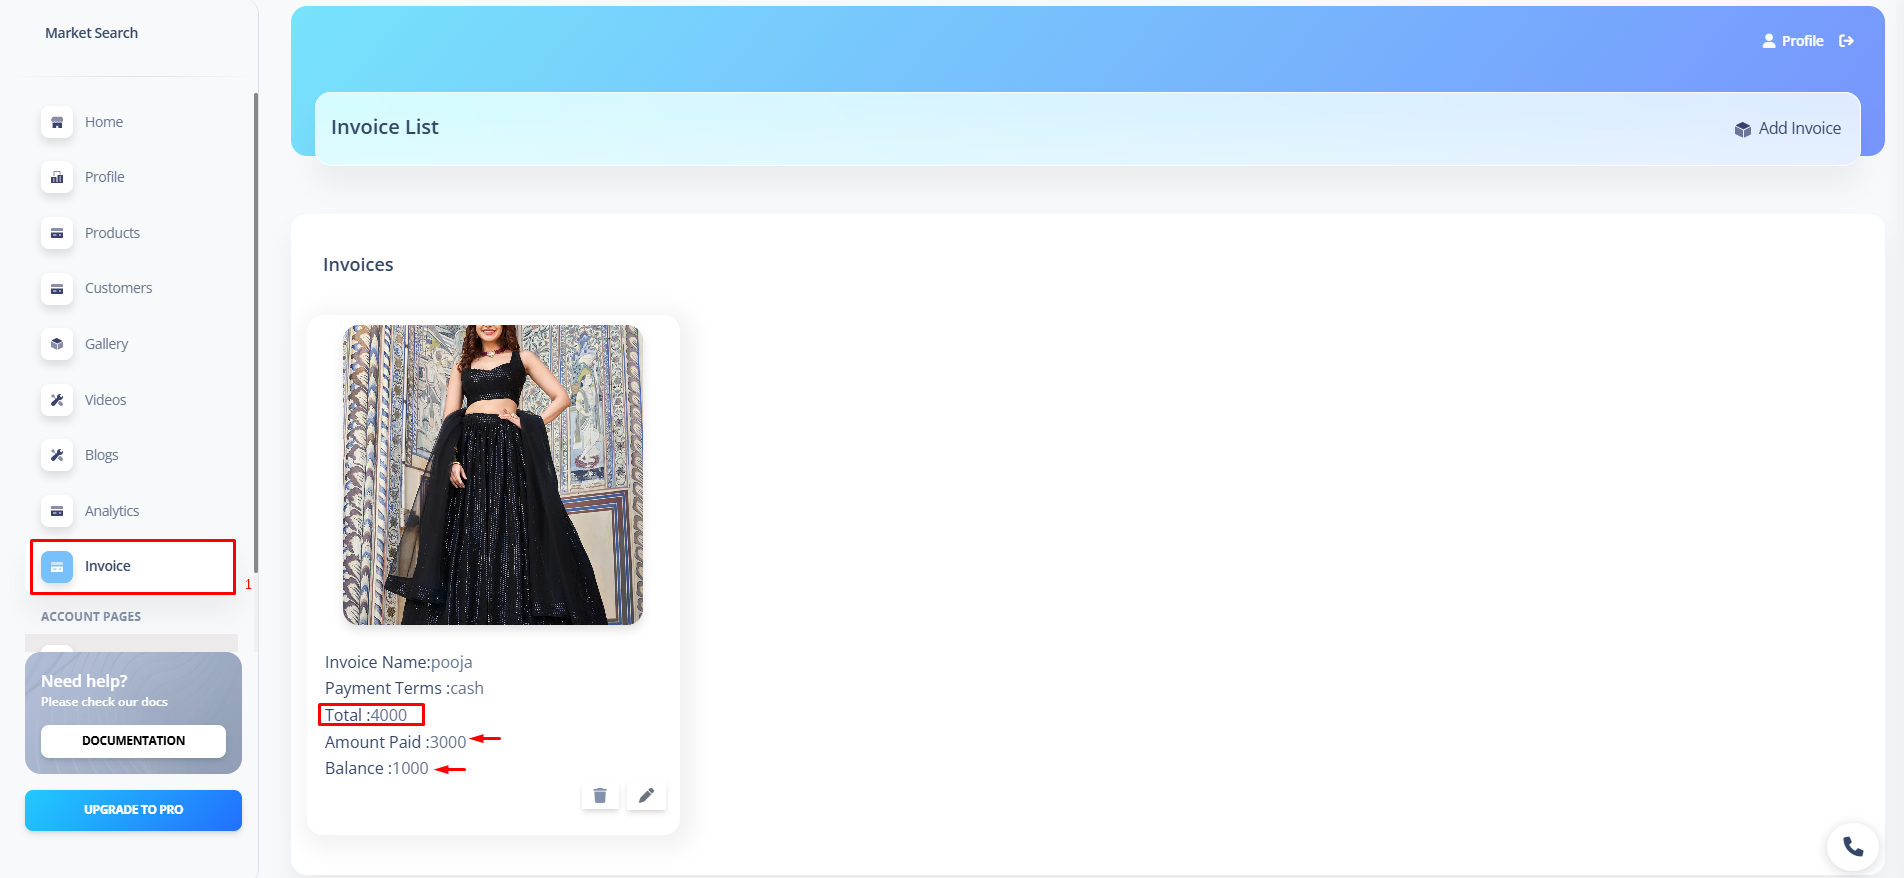 Market Search
Home
Profile
Products
Customers
Gallery
Videos
Blogs
Analytics
Invoice
1
ACCOUNT PAGES
Need help?
Please check our docs
DOCUMENTATION
UPGRADE TO PRO
Profile
Invoice List
Add Invoice
Invoices
Invoice Name:pooja
Payment Terms :cash
Total :4000
Amount Paid :3000
Balance :1000